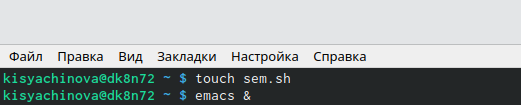 Файл Правка Вид Закладки Настройка Справка
kisyachinova@dk8n72 ~ $ touch sem.sh
kisyachinova@dk8n72 ~ $ emacs &